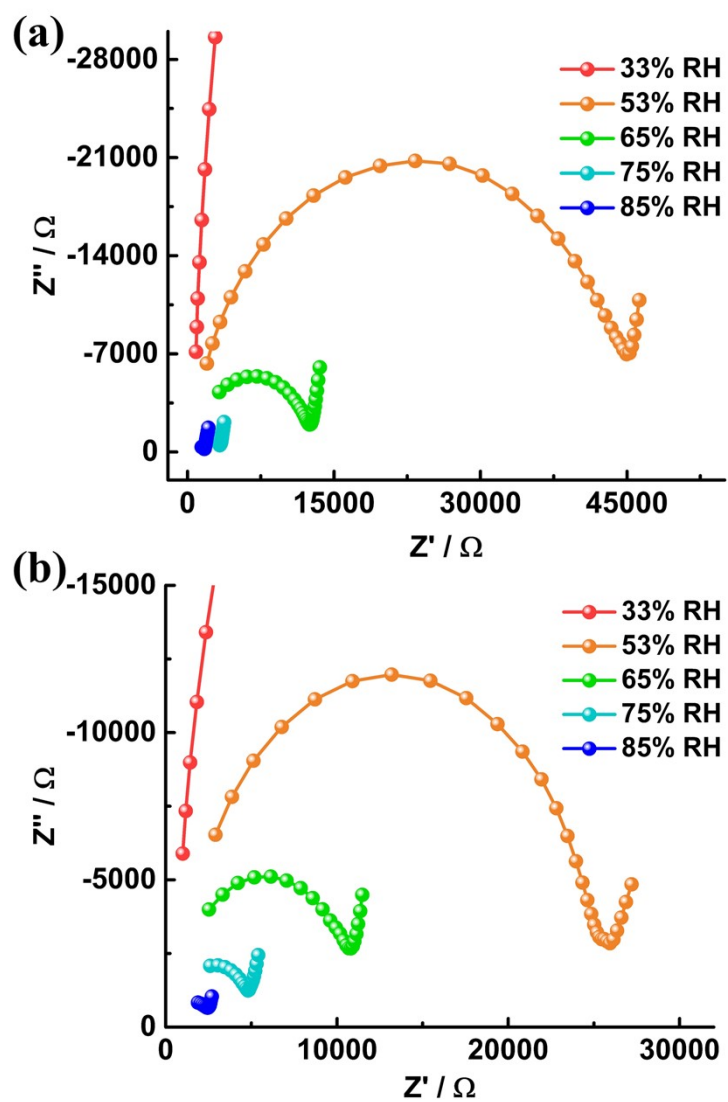 (a)
-28000
-21000
-14000
-7000
0
Z'' / Ω
33% RH
53% RH
65% RH
75% RH
85% RH
0 15000 30000 45000
Z' / Ω
(b)
-15000
-10000
-5000
0
Z'' / Ω
33% RH
53% RH
65% RH
75% RH
85% RH
0 10000 20000 30000
Z' / Ω